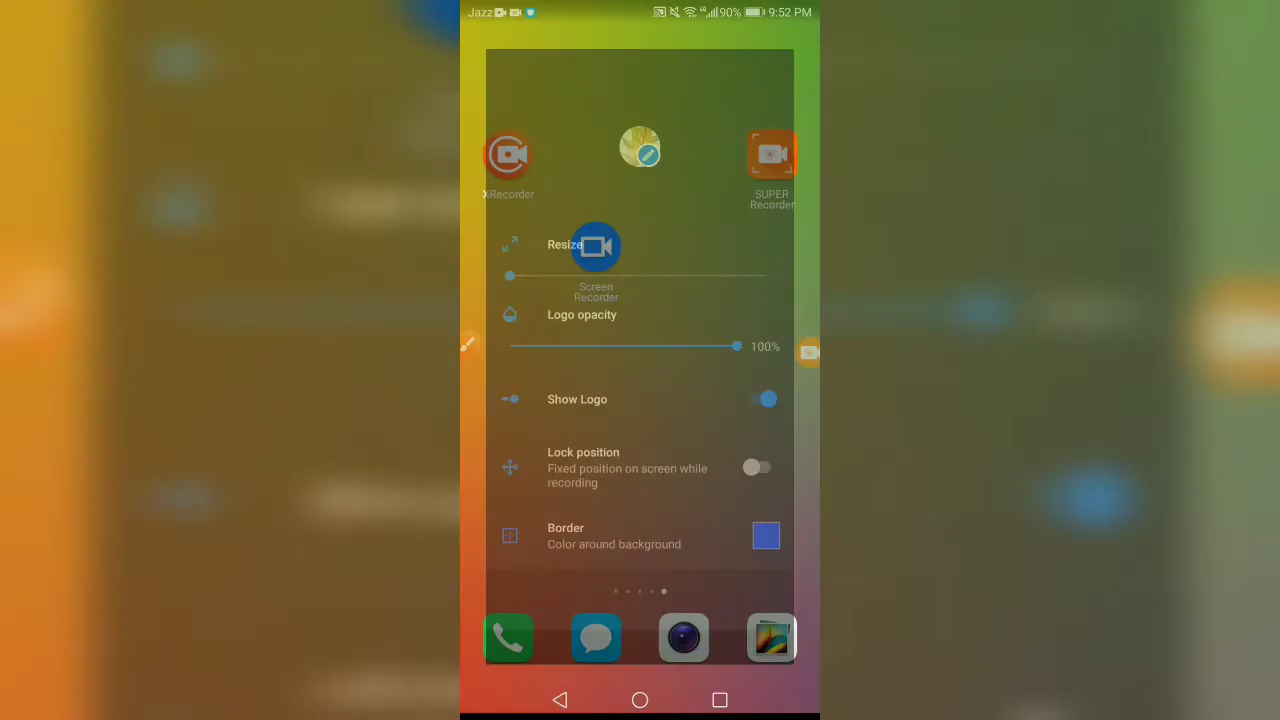 Jazz
90% 9:52 PM
XRecorder
SUPER
Recorder
Resize
Screen
Recorder
Logo opacity
100%
Show Logo
Lock position
Fixed position on screen while
recording
Border
Color around background